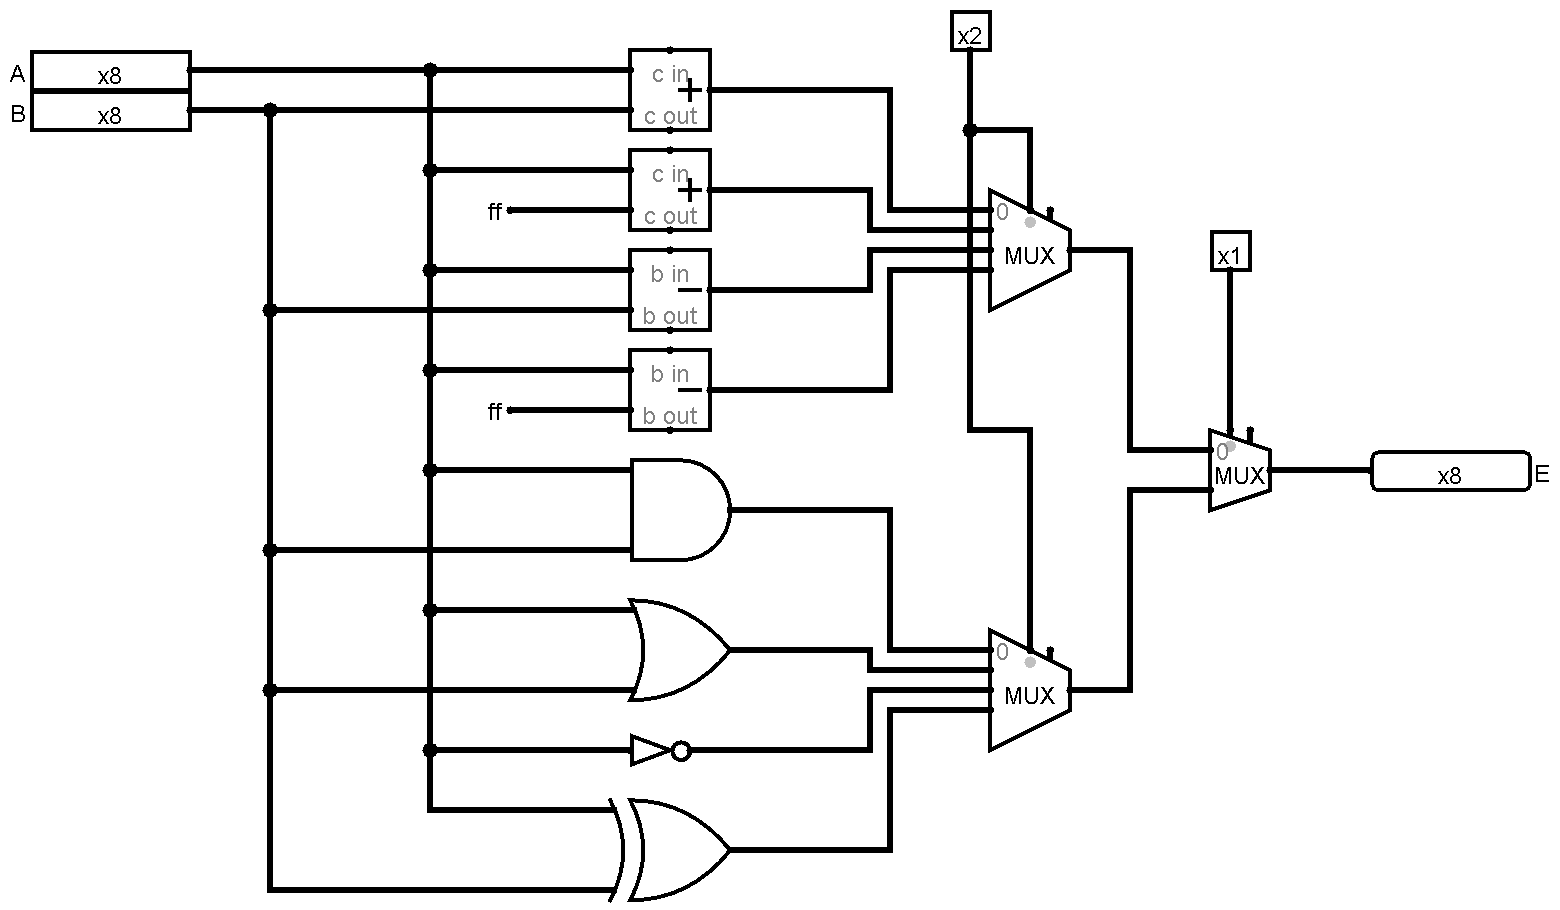 x2
A x8
B x8
c in
+
c out
c in
+
ff c out
0
MUX
x1
b in
−
b out
b in
−
ff b out
0
MUX
x8 E
0
MUX